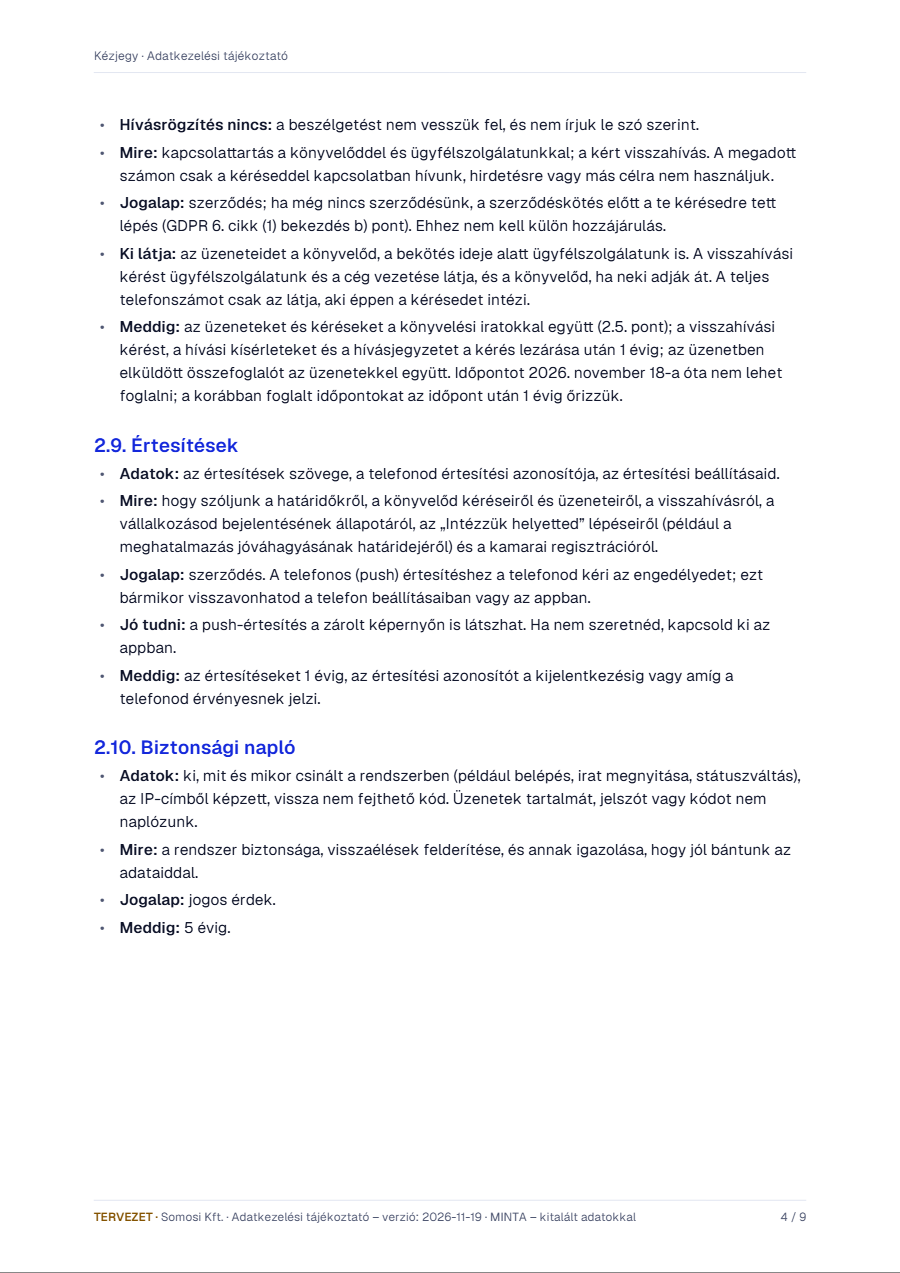 Kézjegy · Adatkezelési tájékoztató
• Hívásrögzítés nincs: a beszélgetést nem vesszük fel, és nem írjuk le szó szerint.
• Mire: kapcsolattartás a könyvelőddel és ügyfélszolgálatunkkal; a kért visszahívás. A megadott
számon csak a kéréseddel kapcsolatban hívunk, hirdetésre vagy más célra nem használjuk.
• Jogalap: szerződés; ha még nincs szerződésünk, a szerződéskötés előtt a te kérésedre tett
lépés (GDPR 6. cikk (1) bekezdés b) pont). Ehhez nem kell külön hozzájárulás.
• Ki látja: az üzeneteidet a könyvelőd, a bekötés ideje alatt ügyfélszolgálatunk is. A visszahívási
kérést ügyfélszolgálatunk és a cég vezetése látja, és a könyvelőd, ha neki adják át. A teljes
telefonszámot csak az látja, aki éppen a kérésedet intézi.
• Meddig: az üzeneteket és kéréseket a könyvelési iratokkal együtt (2.5. pont); a visszahívási
kérést, a hívási kísérleteket és a hívásjegyzetet a kérés lezárása után 1 évig; az üzenetben
elküldött összefoglalót az üzenetekkel együtt. Időpontot 2026. november 18-a óta nem lehet
foglalni; a korábban foglalt időpontokat az időpont után 1 évig őrizzük.
2.9. Értesítések
• Adatok: az értesítések szövege, a telefonod értesítési azonosítója, az értesítési beállításaid.
• Mire: hogy szóljunk a határidőkről, a könyvelőd kéréseiről és üzeneteiről, a visszahívásról, a
vállalkozásod bejelentésének állapotáról, az „Intézzük helyetted” lépéseiről (például a
meghatalmazás jóváhagyásának határidejéről) és a kamarai regisztrációról.
• Jogalap: szerződés. A telefonos (push) értesítéshez a telefonod kéri az engedélyedet; ezt
bármikor visszavonhatod a telefon beállításaiban vagy az appban.
• Jó tudni: a push-értesítés a zárolt képernyőn is látszhat. Ha nem szeretnéd, kapcsold ki az
appban.
• Meddig: az értesítéseket 1 évig, az értesítési azonosítót a kijelentkezésig vagy amíg a
telefonod érvényesnek jelzi.
2.10. Biztonsági napló
• Adatok: ki, mit és mikor csinált a rendszerben (például belépés, irat megnyitása, státuszváltás),
az IP-címből képzett, vissza nem fejthető kód. Üzenetek tartalmát, jelszót vagy kódot nem
naplózunk.
• Mire: a rendszer biztonsága, visszaélések felderítése, és annak igazolása, hogy jól bántunk az
adataiddal.
• Jogalap: jogos érdek.
• Meddig: 5 évig.
TERVEZET · Somosi Kft. · Adatkezelési tájékoztató – verzió: 2026-11-19 · MINTA – kitalált adatokkal 4 / 9